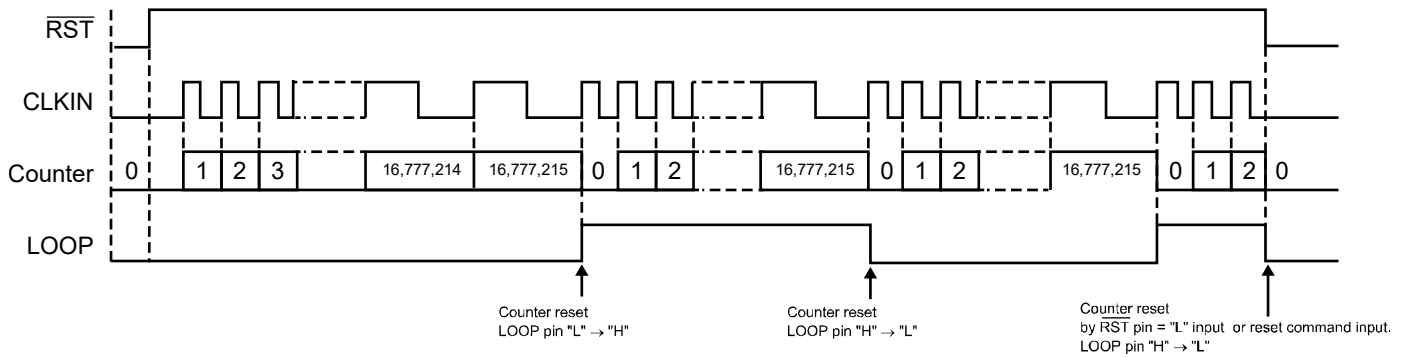 RST
CLKIN
Counter 0 1 2 3 16,777,214 16,777,215 0 1 2 16,777,215 0 1 2 16,777,215 0 1 2 0
LOOP
Counter reset
LOOP pin "L" → "H"
Counter reset
LOOP pin "H" → "L"
Counter reset
by RST pin = "L" input or reset command input.
LOOP pin "H" → "L"